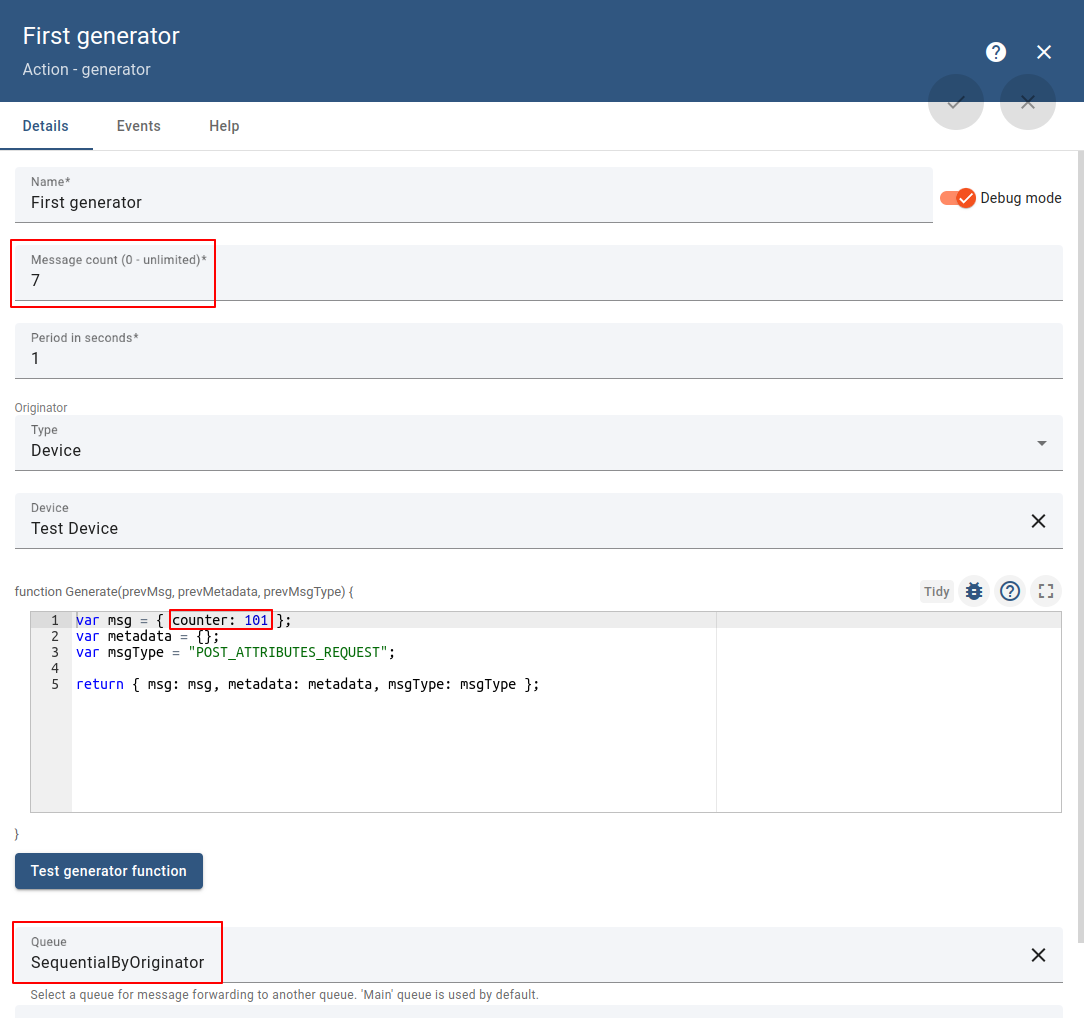 First generator
Action - generator
Details Events Help
Name*
First generator
Debug mode
Message count (0 - unlimited)*
7
Period in seconds*
1
Originator
Type
Device
Device
Test Device
function Generate(prevMsg, prevMetadata, prevMsgType) {
Tidy
1 var msg = { counter: 101 };
2 var metadata = {};
3 var msgType = "POST_ATTRIBUTES_REQUEST";
4
5 return { msg: msg, metadata: metadata, msgType: msgType };
}
Test generator function
Queue
SequentialByOriginator
Select a queue for message forwarding to another queue. 'Main' queue is used by default.